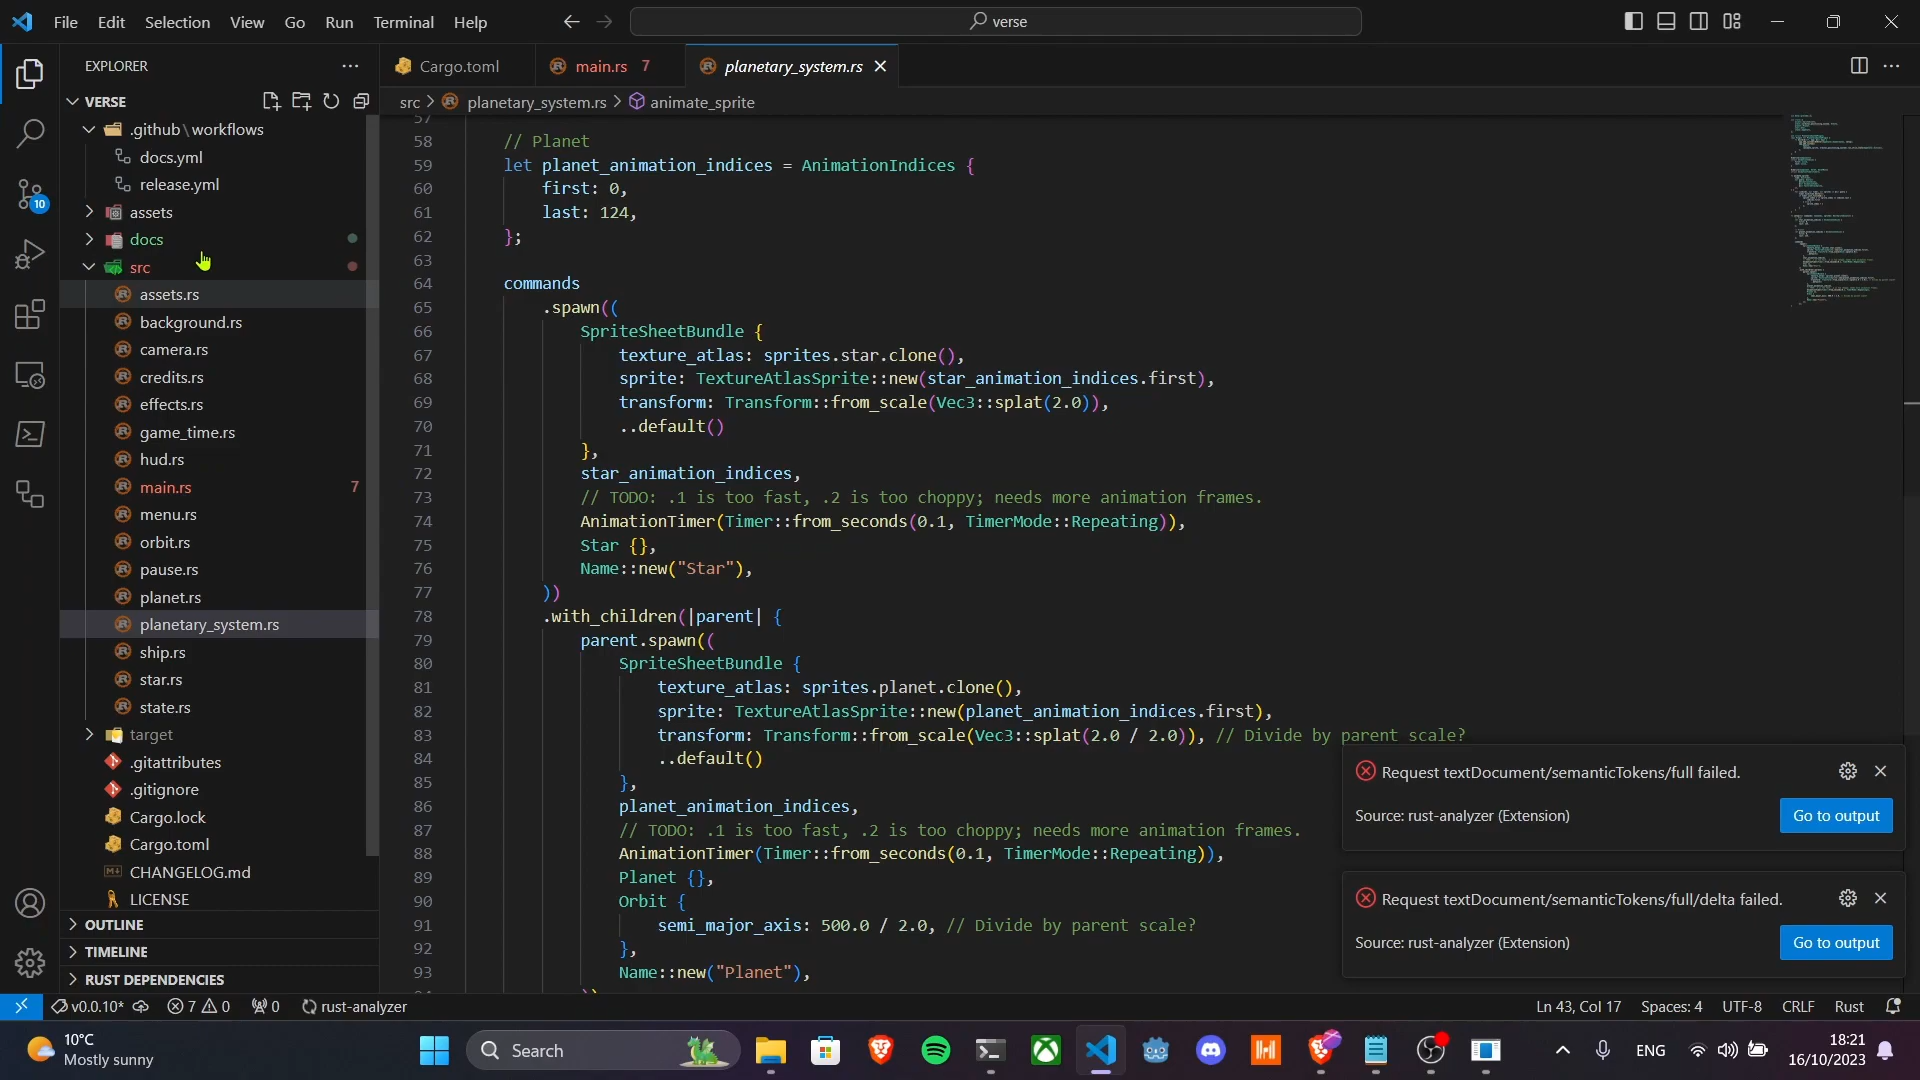 File Edit Selection View Go Run Terminal Help
verse
EXPLORER
VERSE
.github\workflows
docs.yml
release.yml
assets
docs
src
assets.rs
background.rs
camera.rs
credits.rs
effects.rs
game_time.rs
hud.rs
main.rs 7
menu.rs
orbit.rs
pause.rs
planet.rs
planetary_system.rs
ship.rs
star.rs
state.rs
target
.gitattributes
.gitignore
Cargo.lock
Cargo.toml
CHANGELOG.md
LICENSE
OUTLINE
TIMELINE
RUST DEPENDENCIES
10
Cargo.toml main.rs 7 planetary_system.rs
src > planetary_system.rs > animate_sprite
57
58 // Planet
59 let planet_animation_indices = AnimationIndices {
60 first: 0,
61 last: 124,
62 };
63
64 commands
65 .spawn((
66 SpriteSheetBundle {
67 texture_atlas: sprites.star.clone(),
68 sprite: TextureAtlasSprite::new(star_animation_indices.first),
69 transform: Transform::from_scale(Vec3::splat(2.0)),
70 ..default()
71 },
72 star_animation_indices,
73 // TODO: .1 is too fast, .2 is too choppy; needs more animation frames.
74 AnimationTimer(Timer::from_seconds(0.1, TimerMode::Repeating)),
75 Star {},
76 Name::new("Star"),
77 ))
78 .with_children(|parent| {
79 parent.spawn((
80 SpriteSheetBundle {
81 texture_atlas: sprites.planet.clone(),
82 sprite: TextureAtlasSprite::new(planet_animation_indices.first),
83 transform: Transform::from_scale(Vec3::splat(2.0 / 2.0)), // Divide by parent scale?
84 ..default()
85 },
86 planet_animation_indices,
87 // TODO: .1 is too fast, .2 is too choppy; needs more animation frames.
88 AnimationTimer(Timer::from_seconds(0.1, TimerMode::Repeating)),
89 Planet {},
90 Orbit {
91 semi_major_axis: 500.0 / 2.0, // Divide by parent scale?
92 },
93 Name::new("Planet"),
Request textDocument/semanticTokens/full failed.
Source: rust-analyzer (Extension)
Go to output
Request textDocument/semanticTokens/full/delta failed.
Source: rust-analyzer (Extension)
Go to output
v0.0.10* 7 0 0 rust-analyzer
Ln 43, Col 17 Spaces: 4 UTF-8 CRLF Rust
10°C
Mostly sunny
Search
ENG
18:21
16/10/2023